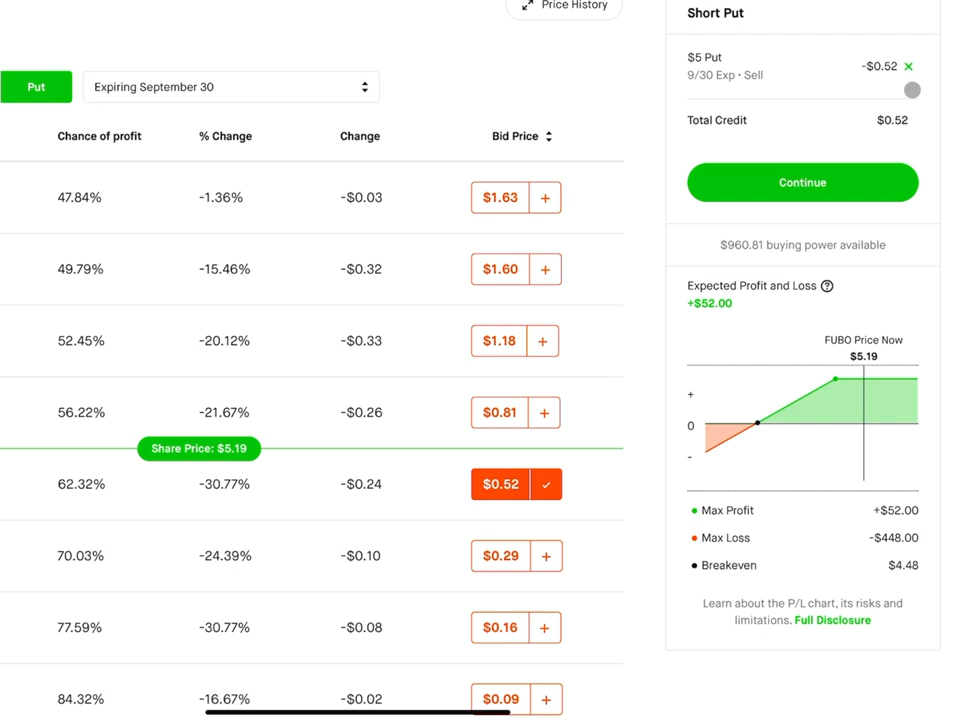 Price History
Short Put
$5 Put
-$0.52
9/30 Exp • Sell
Total Credit $0.52
Continue
$960.81 buying power available
Expected Profit and Loss
+$52.00
FUBO Price Now
$5.19
+
0
-
Max Profit +$52.00
Max Loss -$448.00
Breakeven $4.48
Learn about the P/L chart, its risks and
limitations. Full Disclosure
Put
Expiring September 30
Chance of profit % Change Change Bid Price
47.84% -1.36% -$0.03 $1.63 +
49.79% -15.46% -$0.32 $1.60 +
52.45% -20.12% -$0.33 $1.18 +
56.22% -21.67% -$0.26 $0.81 +
Share Price: $5.19
62.32% -30.77% -$0.24 $0.52
70.03% -24.39% -$0.10 $0.29 +
77.59% -30.77% -$0.08 $0.16 +
84.32% -16.67% -$0.02 $0.09 +